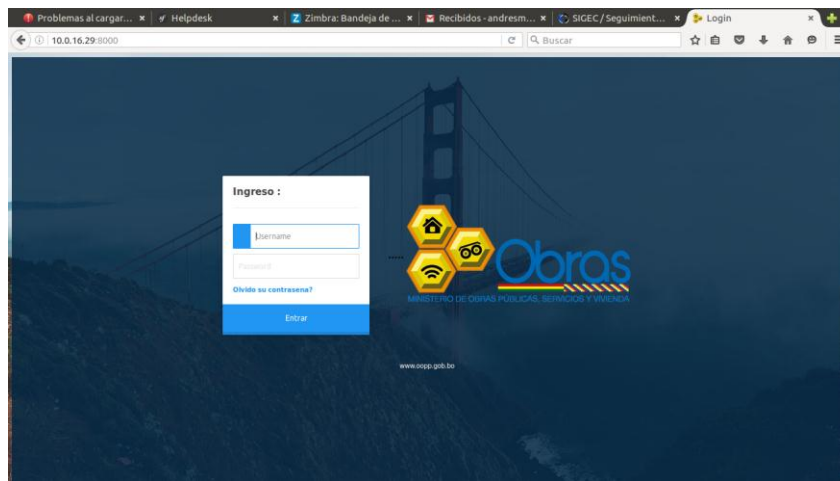 Problemas al cargar...
Helpdesk
Zimbra: Bandeja de ...
Recibidos - andresm...
SIGEC / Seguimient...
Login
10.0.16.29:8000
Buscar
Ingreso :
Username
Password
Olvido su contrasena?
Entrar
Obras
MINISTERIO DE OBRAS PÚBLICAS, SERVICIOS Y VIVIENDA
www.oopp.gob.bo